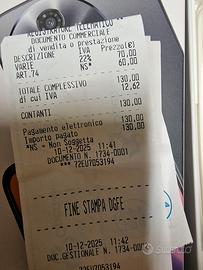 REGISTRATORE TELEMATICO
DOCUMENTO COMMERCIALE
di vendita o prestazione
DESCRIZIONE IVA Prezzo(€)
VARIE 22% 70,00
ART.74 NS* 60,00
130,00
TOTALE COMPLESSIVO
di cui IVA 12,62
CONTANTI 130,00
130,00
Pagamento elettronico
Importo pagato 130,00
*NS = Non Soggetta
10-12-2025 11:41
DOCUMENTO N. 1734-0001
*** 72EU7053194
FINE STAMPA DGFE
10-12-2025 11:42
DOC.GESTIONALE N. 1734-
72EU7053194
Subito